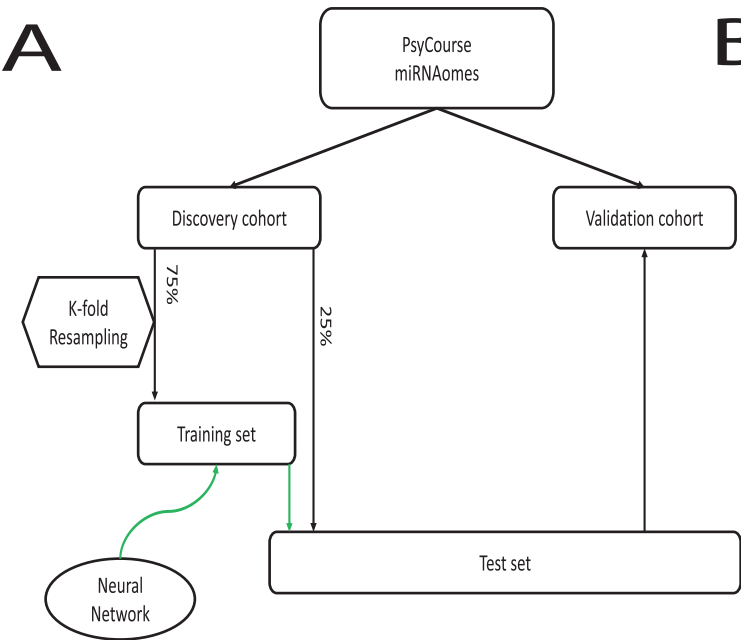 A
B
PsyCourse
miRNAomes
Discovery cohort
Validation cohort
75%
25%
K-fold
Resampling
Training set
Test set
Neural
Network